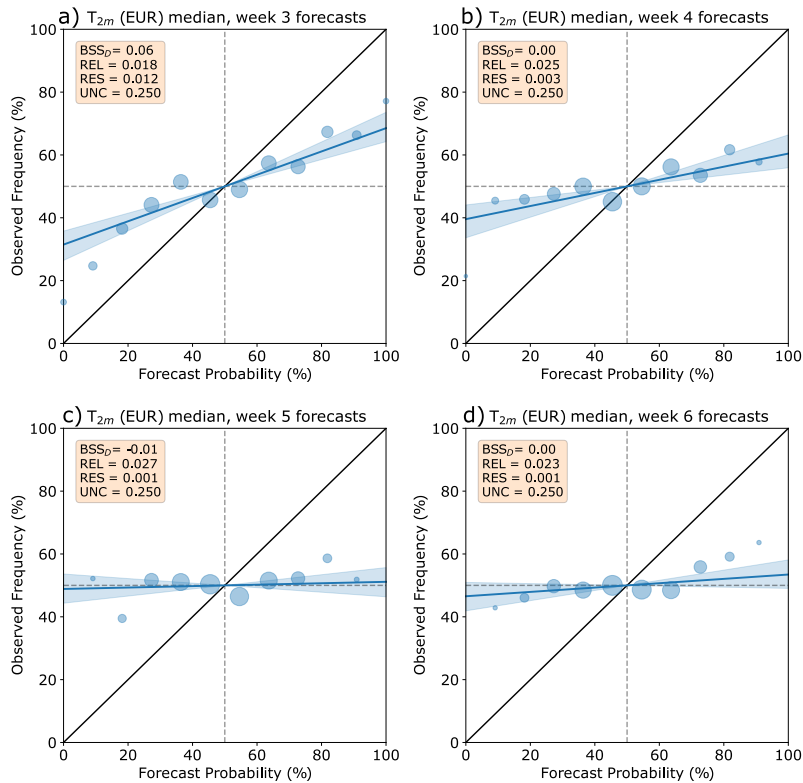 a) T2m (EUR) median, week 3 forecasts
BSSD= 0.06
REL = 0.018
RES = 0.012
UNC = 0.250
100
80
60
40
20
0
Observed Frequency (%)
0 20 40 60 80 100
Forecast Probability (%)
b) T2m (EUR) median, week 4 forecasts
BSSD= 0.00
REL = 0.025
RES = 0.003
UNC = 0.250
100
80
60
40
20
0
Observed Frequency (%)
0 20 40 60 80 100
Forecast Probability (%)
c) T2m (EUR) median, week 5 forecasts
BSSD= -0.01
REL = 0.027
RES = 0.001
UNC = 0.250
100
80
60
40
20
0
Observed Frequency (%)
0 20 40 60 80 100
Forecast Probability (%)
d) T2m (EUR) median, week 6 forecasts
BSSD= 0.00
REL = 0.023
RES = 0.001
UNC = 0.250
100
80
60
40
20
0
Observed Frequency (%)
0 20 40 60 80 100
Forecast Probability (%)